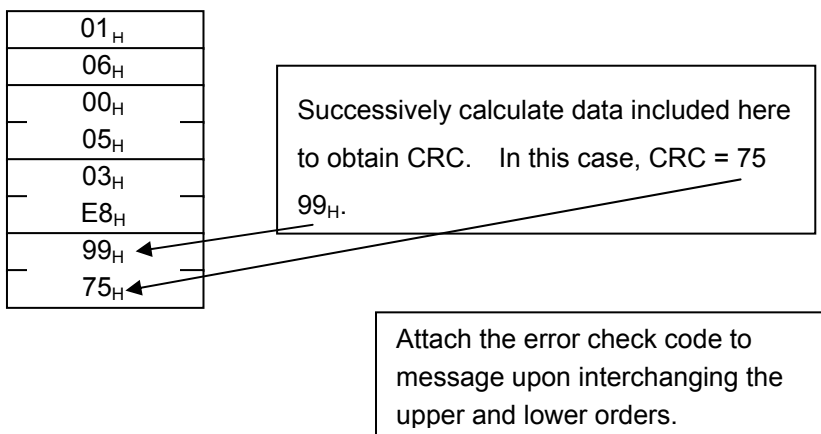 01H
06H
00H
05H
03H
E8H
99H
75H
Successively calculate data included here
to obtain CRC. In this case, CRC = 75
99H.
Attach the error check code to
message upon interchanging the
upper and lower orders.